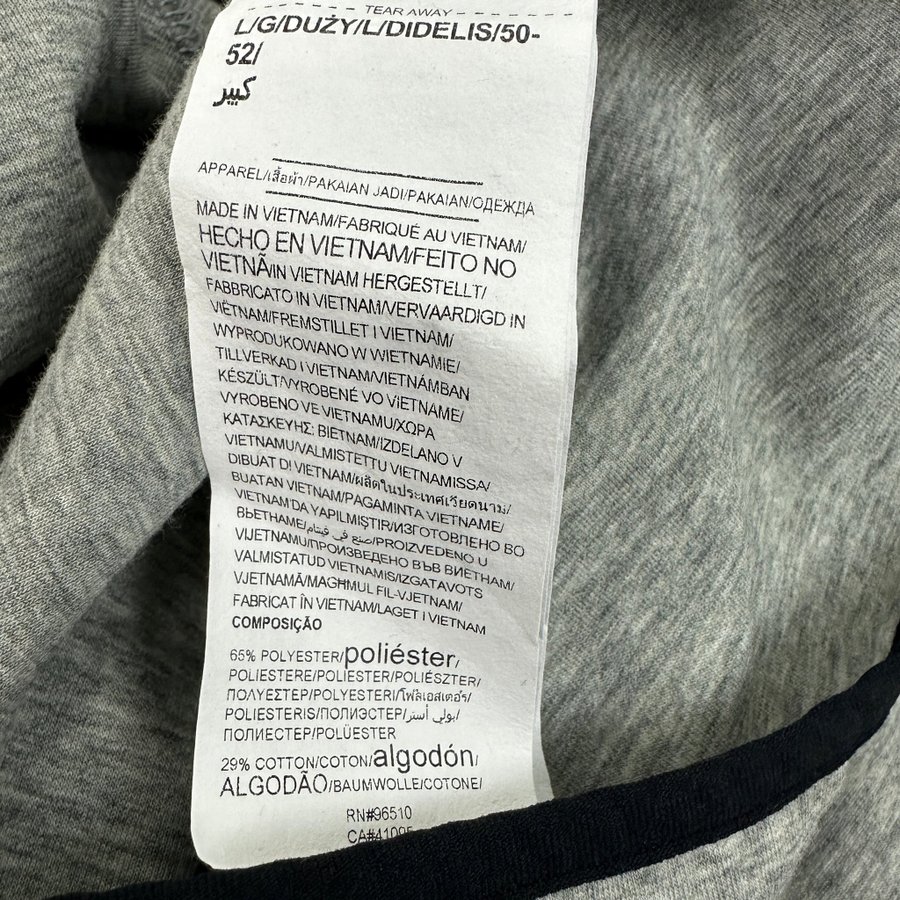 TEAR AWAY
L/G/DUŻY/L/DIDELIS/50-
52/
كبير
APPAREL/เสื้อผ้า/PAKAIAN JADI/PAKAIAN/ОДЕЖДА
MADE IN VIETNAM/FABRIQUÉ AU VIETNAM/
HECHO EN VIETNAM/FEITO NO
VIETNÃ/IN VIETNAM HERGESTELLT/
FABBRICATO IN VIETNAM/VERVAARDIGD IN
VIËTNAM/FREMSTILLET I VIETNAM/
WYPRODUKOWANO W WIETNAMIE/
TILLVERKAD I VIETNAM/VIETNÁMBAN
KÉSZÜLT/VYROBENÉ VO VIETNAME/
VYROBENO VE VIETNAMU/ΧΩΡΑ
ΚΑΤΑΣΚΕΥΗΣ: ΒΙΕΤΝΑΜ/IZDELANO V
VIETNAMU/VALMISTETTU VIETNAMISSA/
DIBUAT DI VIETNAM/ผลิตในประเทศเวียดนาม/
BUATAN VIETNAM/PAGAMINTA VIETNAME/
VIETNAM'DA YAPILMIŞTIR/ИЗГОТОВЛЕНО ВО
ВЬЕТНАМЕ/صنع في فيتنام/PROIZVEDENO U
VIJETNAMU/ПРОИЗВЕДЕНО ВЪВ ВИЕТНАМ/
VALMISTATUD VIETNAMIS/IZGATAVOTS
VJETNAMĀ/MAGĦMUL FIL-VJETNAM/
FABRICAT ÎN VIETNAM/LAGET I VIETNAM
COMPOSIÇÃO
65% POLYESTER/poliéster/
POLIESTERE/POLIESTER/POLIÉSZTER/
ΠΟΛΥΕΣΤΕΡ/POLYESTERI/โพลีเอสเตอร์/
POLIESTERIS/ПОЛИЭСТЕР/بولي أستر/
ПОЛИЕСТЕР/POLÜESTER
29% COTTON/COTON/algodón/
ALGODÃO/BAUMWOLLE/COTONE/
RN#96510
CA#41095